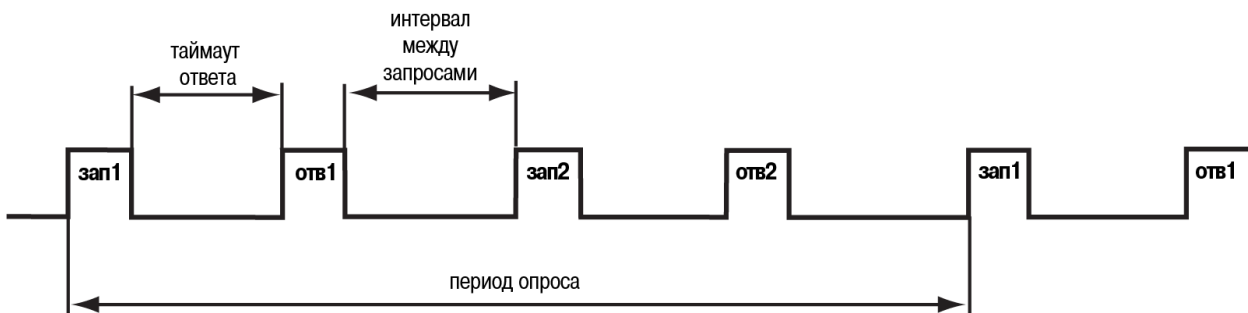 таймаут
ответа
интервал
между
запросами
зап1
отв1
зап2
отв2
зап1
отв1
период опроса